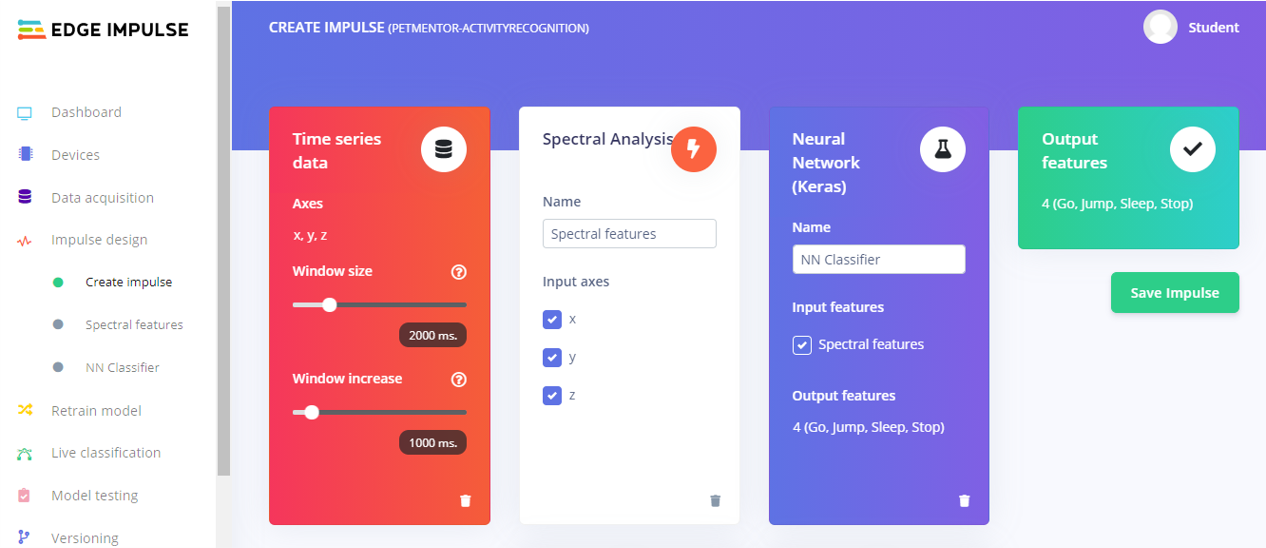 EDGE IMPULSE
Dashboard
Devices
Data acquisition
Impulse design
Create impulse
Spectral features
NN Classifier
Retrain model
Live classification
Model testing
Versioning
CREATE IMPULSE (PETMENTOR-ACTIVITYRECOGNITION)
Student
Time series
data
Axes
x, y, z
Window size
2000 ms.
Window increase
1000 ms.
Spectral Analysis
Name
Spectral features
Input axes
x
y
z
Neural
Network
(Keras)
Name
NN Classifier
Input features
Spectral features
Output features
4 (Go, Jump, Sleep, Stop)
Output
features
4 (Go, Jump, Sleep, Stop)
Save Impulse